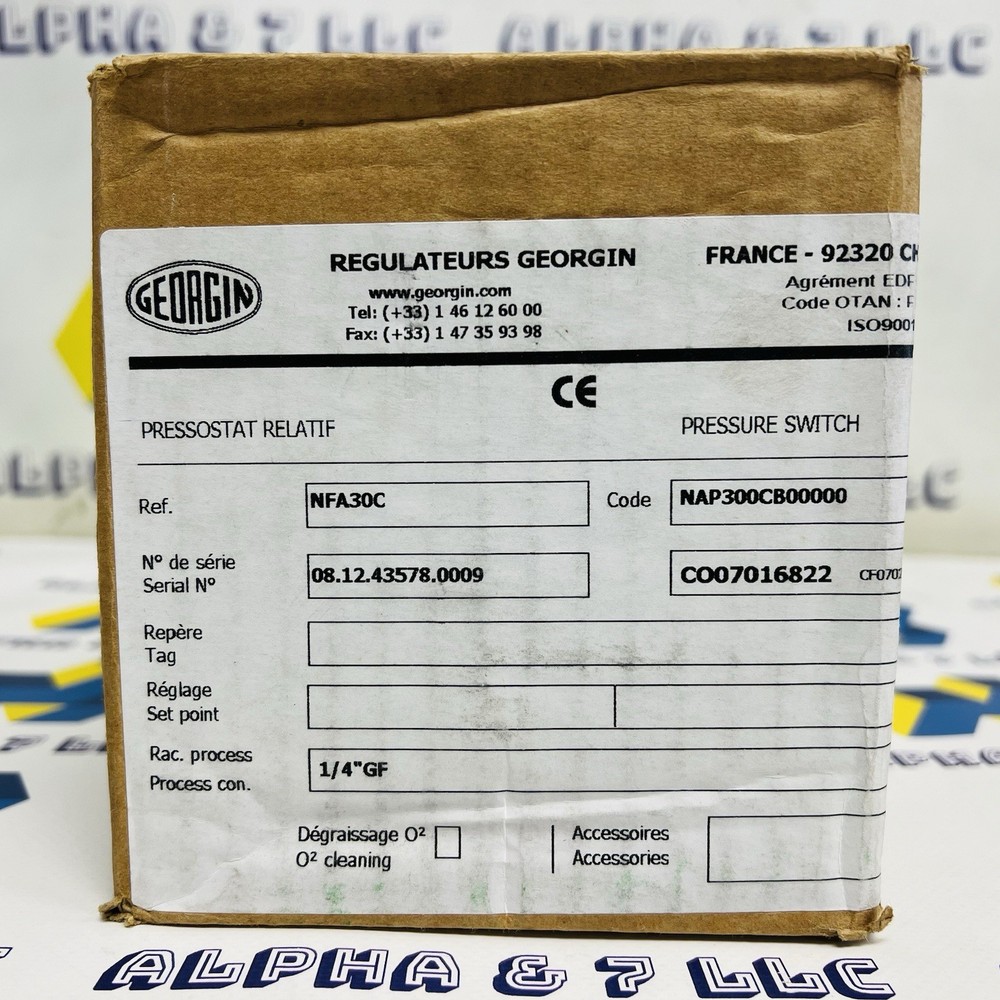 ALPHA & 7 LLC
GEORGIN
REGULATEURS GEORGIN
www.georgin.com
Tel: (+33) 1 46 12 60 00
Fax: (+33) 1 47 35 93 98
FRANCE - 92320 CH
Agrément EDF
Code OTAN : F
ISO9001
CE
PRESSOSTAT RELATIF
PRESSURE SWITCH
Ref.
NFA30C
Code
NAP300CB00000
N° de série
Serial N°
08.12.43578.0009
CO07016822
CF070
Repère
Tag
Réglage
Set point
Rac. process
Process con.
1/4"GF
Dégraissage O²
O² cleaning
Accessoires
Accessories
ALPHA & 7 LLC